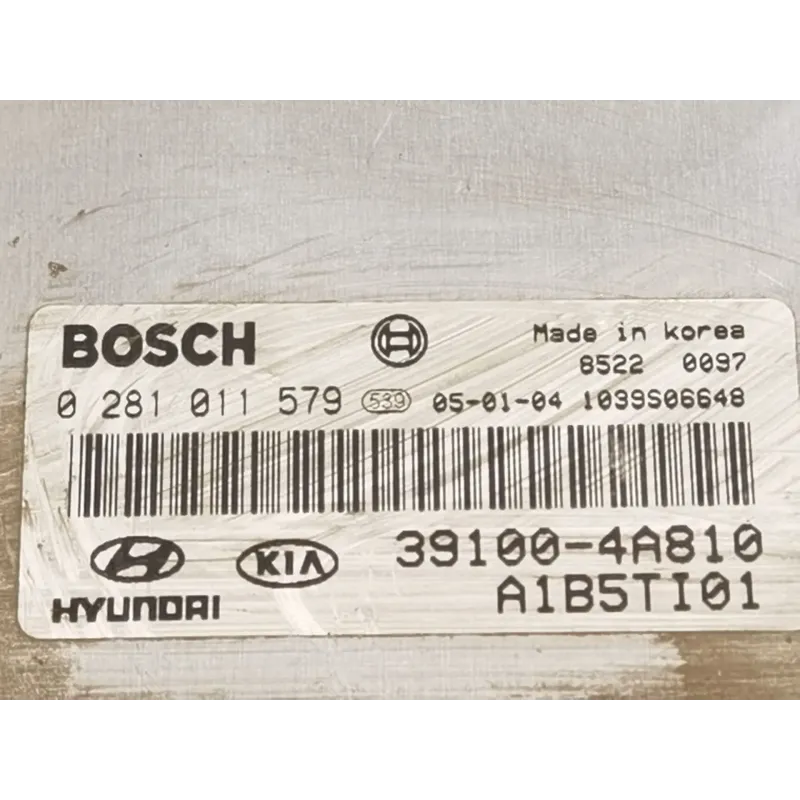 BOSCH
Made in korea
8522 0097
0 281 011 579 539 05-01-04 1039S06648
39100-4A810
KIA
HYUNDAI
A1B5TI01